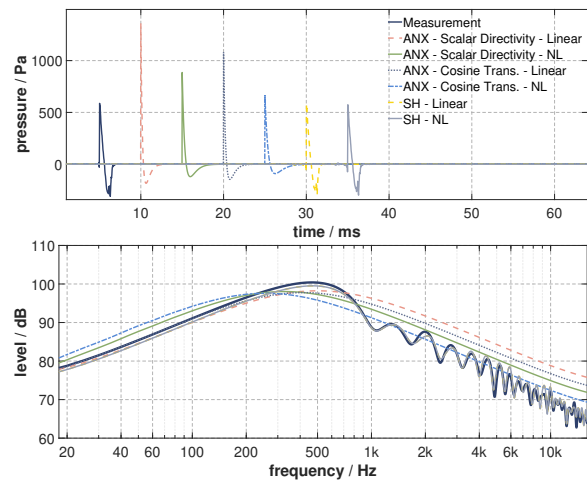 Measurement
ANX - Scalar Directivity - Linear
ANX - Scalar Directivity - NL
ANX - Cosine Trans. - Linear
ANX - Cosine Trans. - NL
SH - Linear
SH - NL
pressure / Pa
1000
500
0
10 20 30 40 50 60
time / ms
level / dB
110
100
90
80
70
60
20 60 100 200 500 1k 2k 4k 6k 10k
frequency / Hz